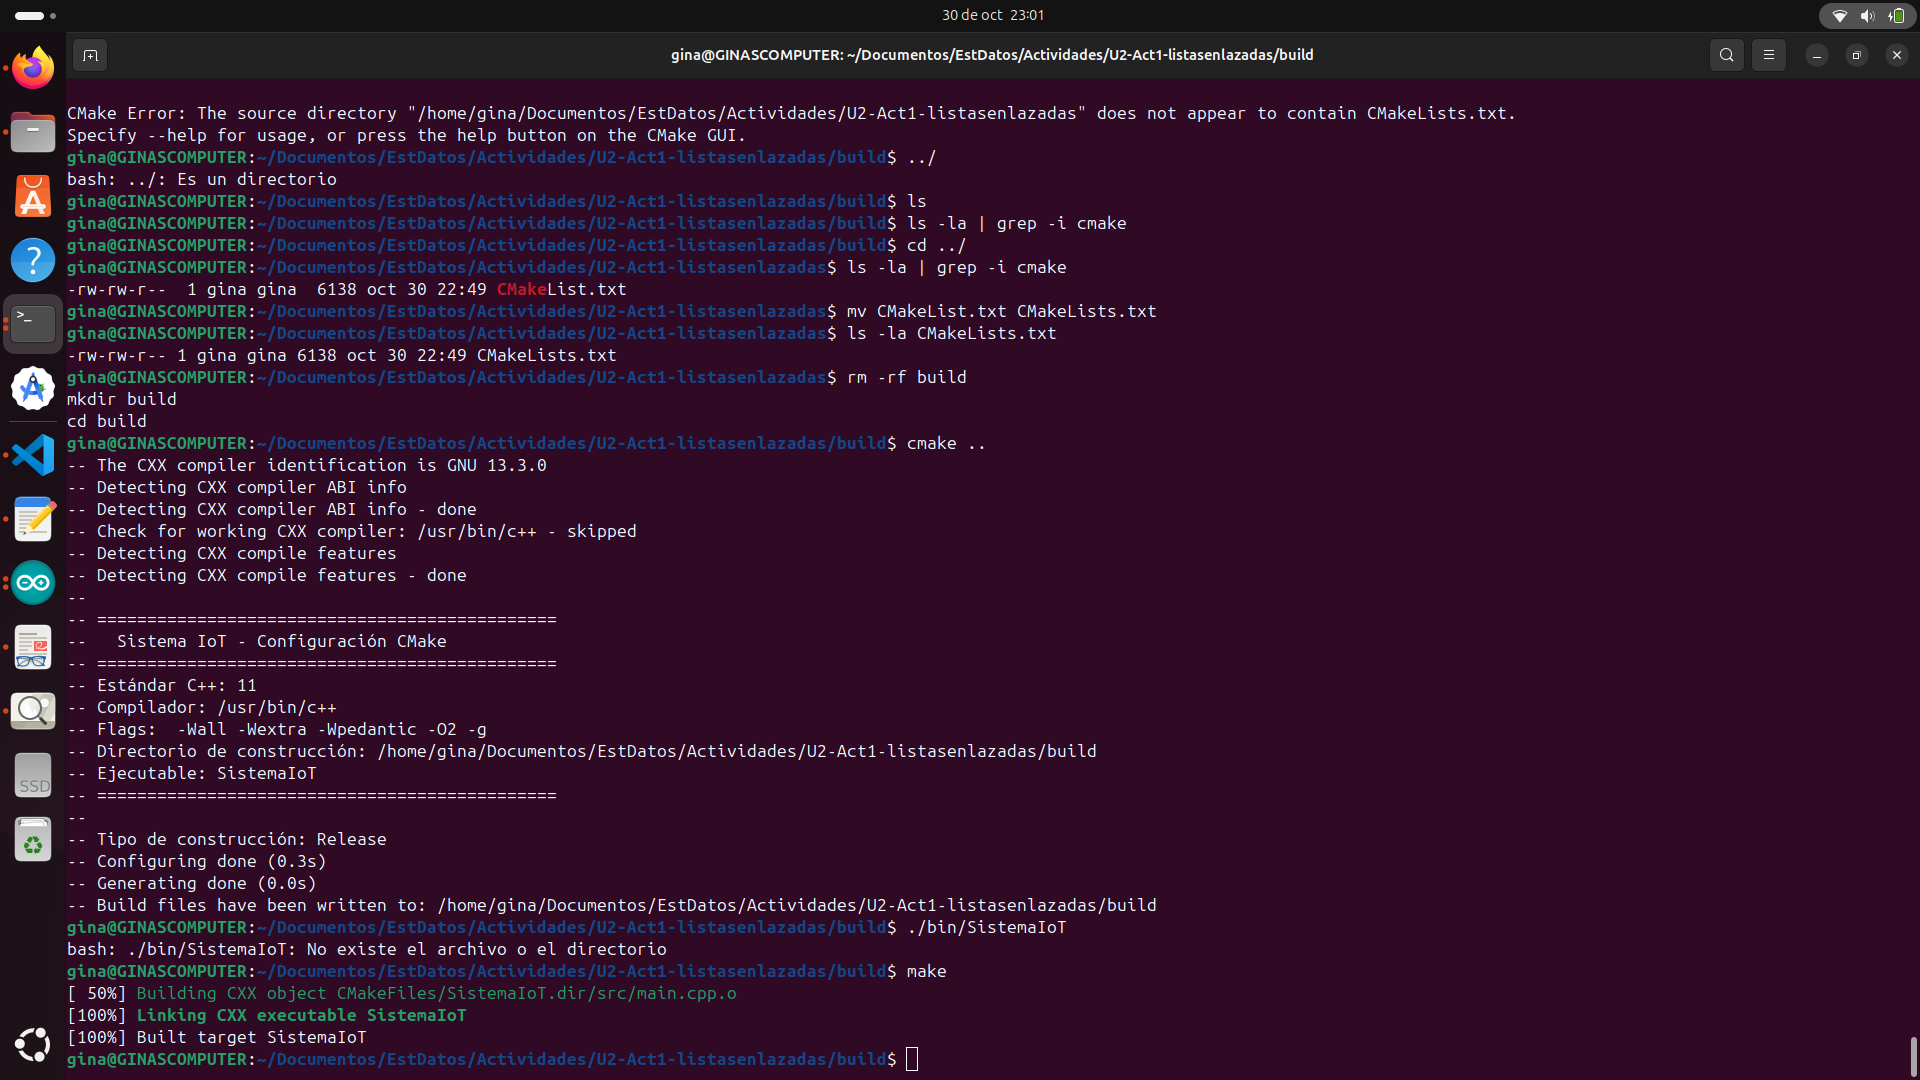 30 de oct 23:01
gina@GINASCOMPUTER: ~/Documentos/EstDatos/Actividades/U2-Act1-listasenlazadas/build
CMake Error: The source directory "/home/gina/Documentos/EstDatos/Actividades/U2-Act1-listasenlazadas" does not appear to contain CMakeLists.txt.
Specify --help for usage, or press the help button on the CMake GUI.
gina@GINASCOMPUTER:~/Documentos/EstDatos/Actividades/U2-Act1-listasenlazadas/build$ ../
bash: ../: Es un directorio
gina@GINASCOMPUTER:~/Documentos/EstDatos/Actividades/U2-Act1-listasenlazadas/build$ ls
gina@GINASCOMPUTER:~/Documentos/EstDatos/Actividades/U2-Act1-listasenlazadas/build$ ls -la | grep -i cmake
gina@GINASCOMPUTER:~/Documentos/EstDatos/Actividades/U2-Act1-listasenlazadas/build$ cd ../
gina@GINASCOMPUTER:~/Documentos/EstDatos/Actividades/U2-Act1-listasenlazadas$ ls -la | grep -i cmake
-rw-rw-r--  1 gina gina  6138 oct 30 22:49 CMakeList.txt
gina@GINASCOMPUTER:~/Documentos/EstDatos/Actividades/U2-Act1-listasenlazadas$ mv CMakeList.txt CMakeLists.txt
gina@GINASCOMPUTER:~/Documentos/EstDatos/Actividades/U2-Act1-listasenlazadas$ ls -la CMakeLists.txt
-rw-rw-r-- 1 gina gina 6138 oct 30 22:49 CMakeLists.txt
gina@GINASCOMPUTER:~/Documentos/EstDatos/Actividades/U2-Act1-listasenlazadas$ rm -rf build
mkdir build
cd build
gina@GINASCOMPUTER:~/Documentos/EstDatos/Actividades/U2-Act1-listasenlazadas/build$ cmake ..
-- The CXX compiler identification is GNU 13.3.0
-- Detecting CXX compiler ABI info
-- Detecting CXX compiler ABI info - done
-- Check for working CXX compiler: /usr/bin/c++ - skipped
-- Detecting CXX compile features
-- Detecting CXX compile features - done
--
-- ==============================================
--   Sistema IoT - Configuración CMake
-- ==============================================
-- Estándar C++: 11
-- Compilador: /usr/bin/c++
-- Flags:  -Wall -Wextra -Wpedantic -O2 -g
-- Directorio de construcción: /home/gina/Documentos/EstDatos/Actividades/U2-Act1-listasenlazadas/build
-- Ejecutable: SistemaIoT
-- ==============================================
--
-- Tipo de construcción: Release
-- Configuring done (0.3s)
-- Generating done (0.0s)
-- Build files have been written to: /home/gina/Documentos/EstDatos/Actividades/U2-Act1-listasenlazadas/build
gina@GINASCOMPUTER:~/Documentos/EstDatos/Actividades/U2-Act1-listasenlazadas/build$ ./bin/SistemaIoT
bash: ./bin/SistemaIoT: No existe el archivo o el directorio
gina@GINASCOMPUTER:~/Documentos/EstDatos/Actividades/U2-Act1-listasenlazadas/build$ make
[ 50%] Building CXX object CMakeFiles/SistemaIoT.dir/src/main.cpp.o
[100%] Linking CXX executable SistemaIoT
[100%] Built target SistemaIoT
gina@GINASCOMPUTER:~/Documentos/EstDatos/Actividades/U2-Act1-listasenlazadas/build$
SSD